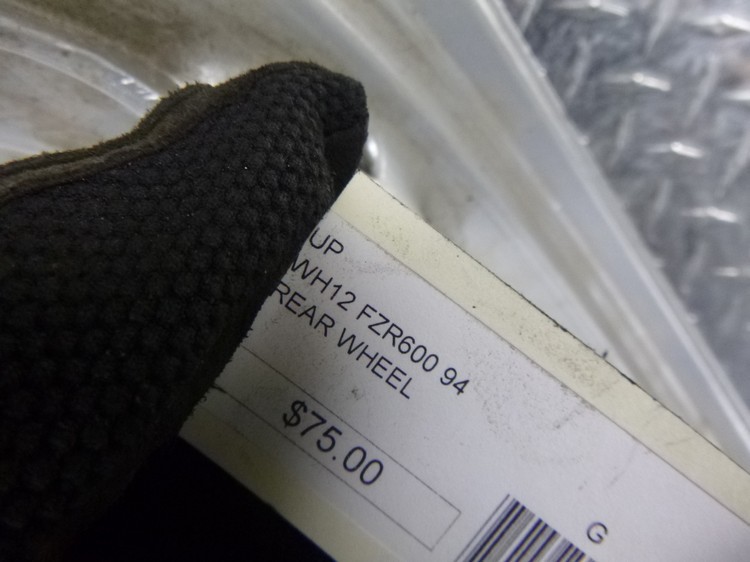 UP
WH12 FZR600 94
REAR WHEEL
$75.00
G